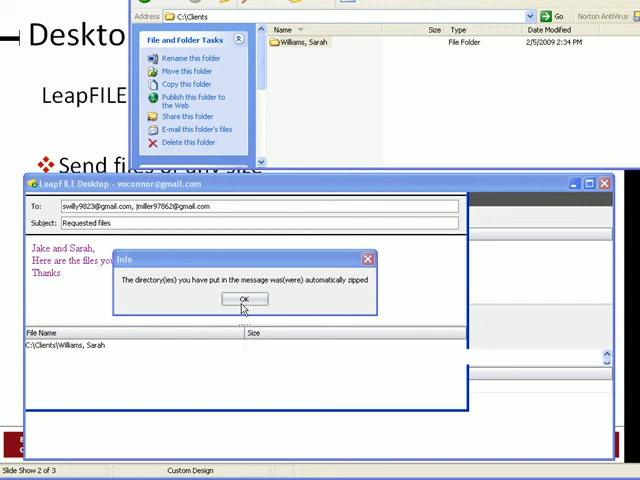 Deskto
LeapFILE
Send files of any size
Address
C:\Clients
Go
Norton AntiVirus
File and Folder Tasks
Rename this folder
Move this folder
Copy this folder
Publish this folder to
the Web
Share this folder
E-mail this folder's files
Delete this folder
Name
Size
Type
Date Modified
Williams, Sarah
File Folder
2/5/2009 2:34 PM
LeapFILE Desktop - voconnor@gmail.com
To:
swilly9823@gmail.com, jmiller97862@gmail.com
Subject:
Requested files
Jake and Sarah,
Here are the files you
Thanks
Info
The directory(ies) you have put in the message was(were) automatically zipped
OK
File Name
Size
C:\Clients\Williams, Sarah
Slide Show 2 of 3
Custom Design